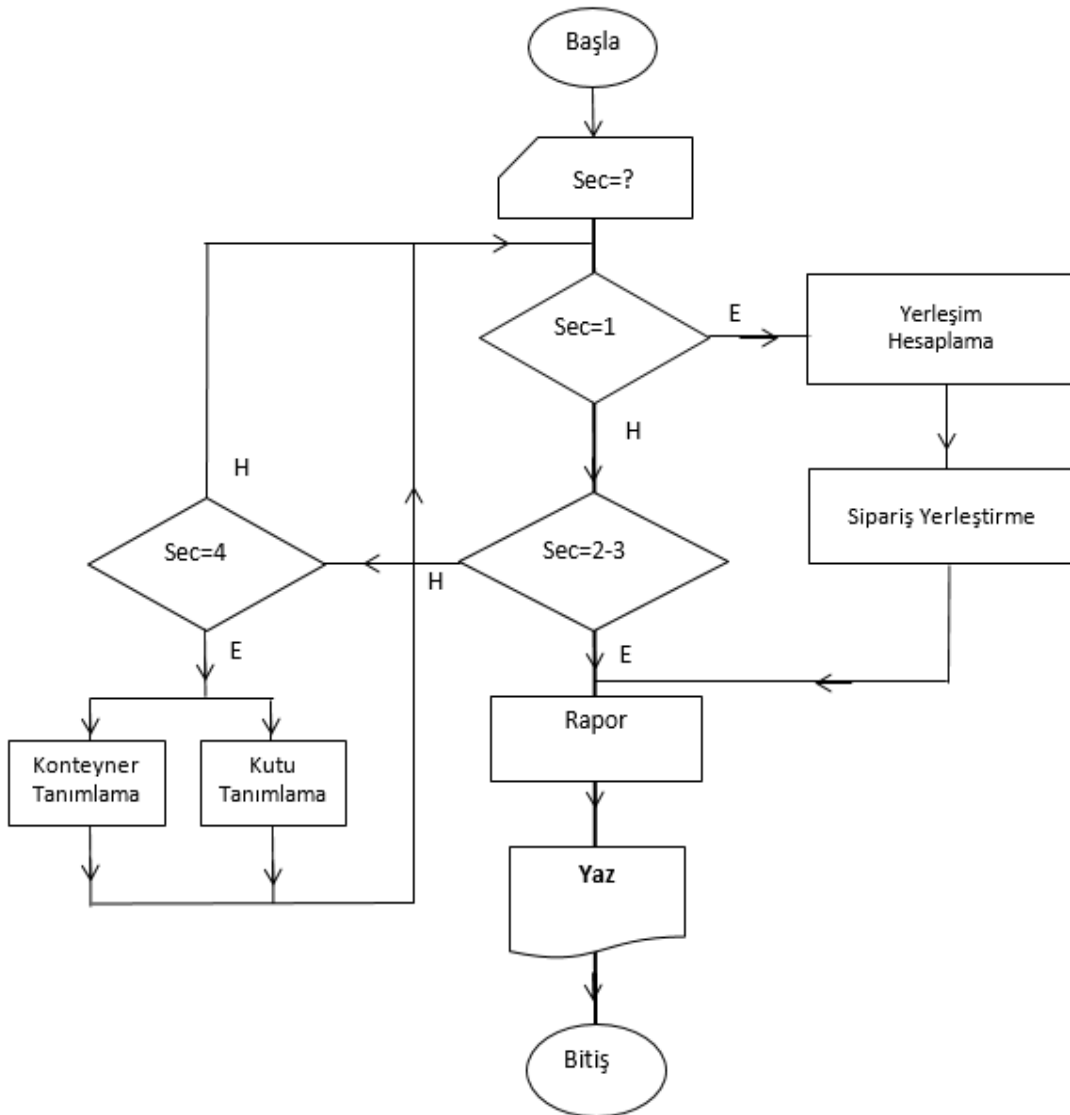 Başla
Sec=?
Sec=1
E
Yerleşim
Hesaplama
H
H
Sipariş Yerleştirme
Sec=4
Sec=2-3
H
E
E
Rapor
Konteyner
Tanımlama
Kutu
Tanımlama
Yaz
Bitiş